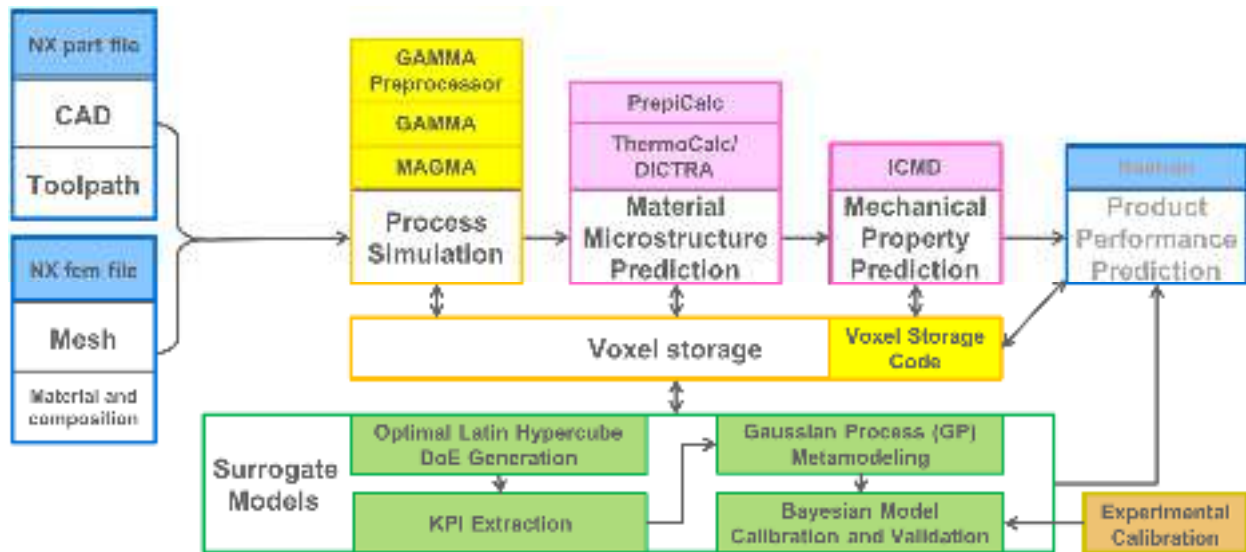 NX part file
CAD
Toolpath
NX fem file
Mesh
Material and
composition
GAMMA
Preprocessor
GAMMA
MAGMA
Process
Simulation
PrepiCalc
ThermoCalc/
DICTRA
Material
Microstructure
Prediction
ICMD
Mechanical
Property
Prediction
Product
Performance
Prediction
Voxel storage
Voxel Storage
Code
Surrogate
Models
Optimal Latin Hypercube
DoE Generation
KPI Extraction
Gaussian Process (GP)
Metamodeling
Bayesian Model
Calibration and Validation
Experimental
Calibration